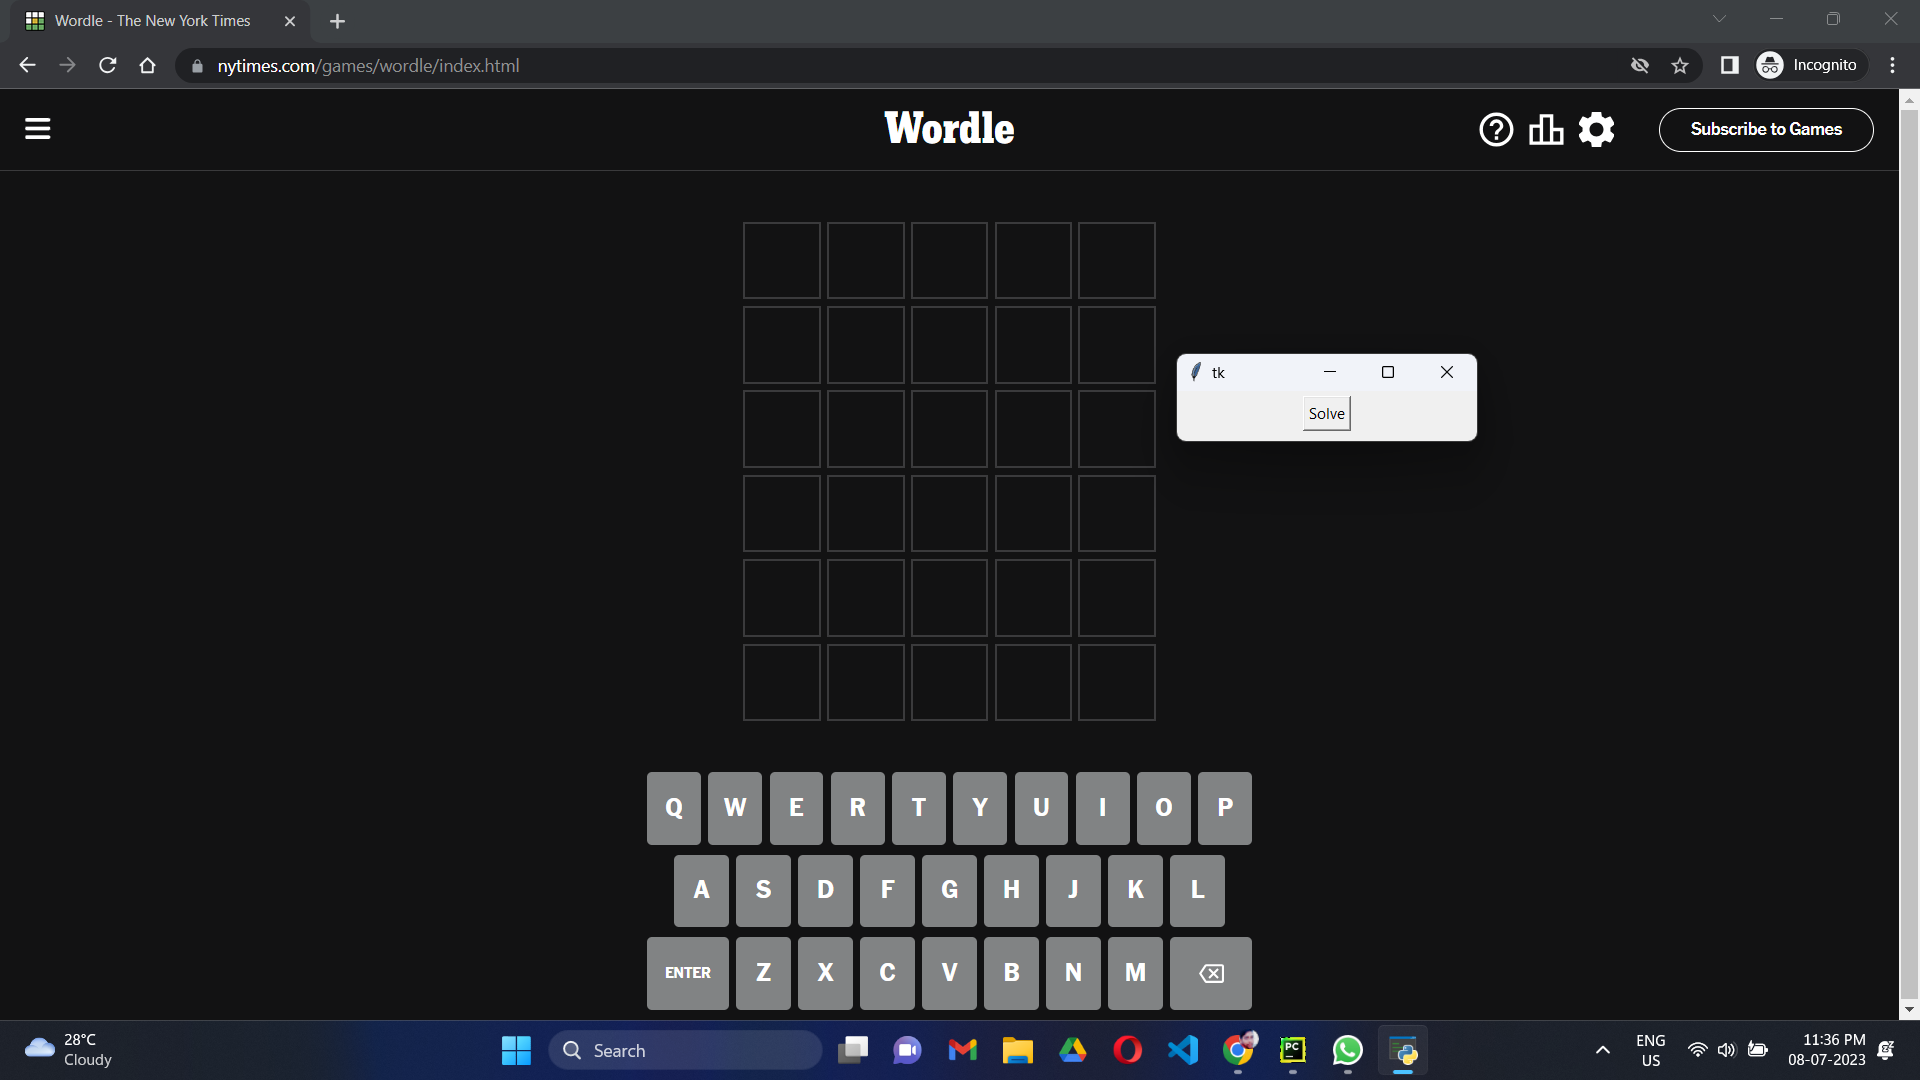 Wordle - The New York Times
nytimes.com/games/wordle/index.html
Incognito
Wordle
Subscribe to Games
tk
Solve
Q W E R T Y U I O P
A S D F G H J K L
ENTER Z X C V B N M
28°C
Cloudy
Search
PC
ENG
US
11:36 PM
08-07-2023